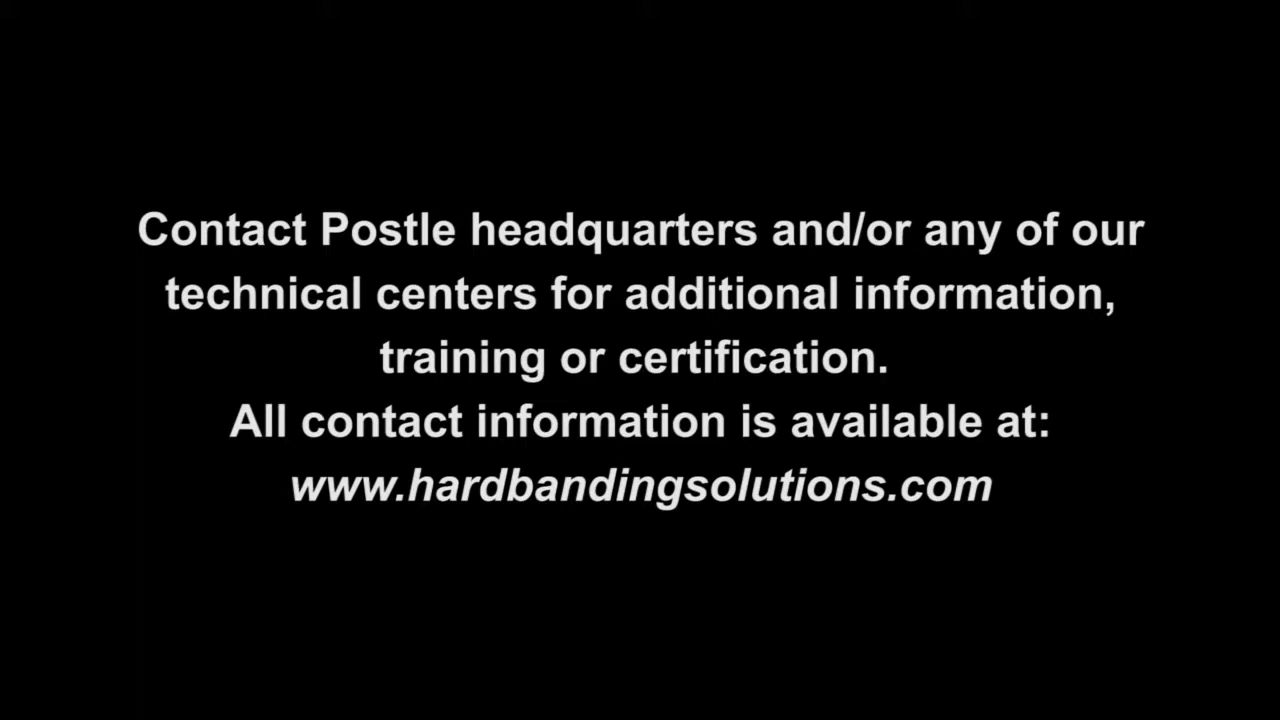 Contact Postle headquarters and/or any of our
technical centers for additional information,
training or certification.
All contact information is available at:
www.hardbandingsolutions.com